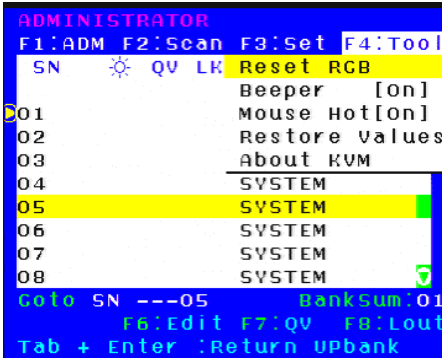 ADMINISTRATOR
F1:ADM F2:Scan F3:Set F4:Tool
SN QV LK Reset RGB
Beeper [On]
01 Mouse Hot[On]
02 Restore Values
03 About KVM
04 SYSTEM
05 SYSTEM
06 SYSTEM
07 SYSTEM
08 SYSTEM
Goto SN ---05 BankSum:01
F6:Edit F7:QV F8:Lout
Tab + Enter :Return UPbank